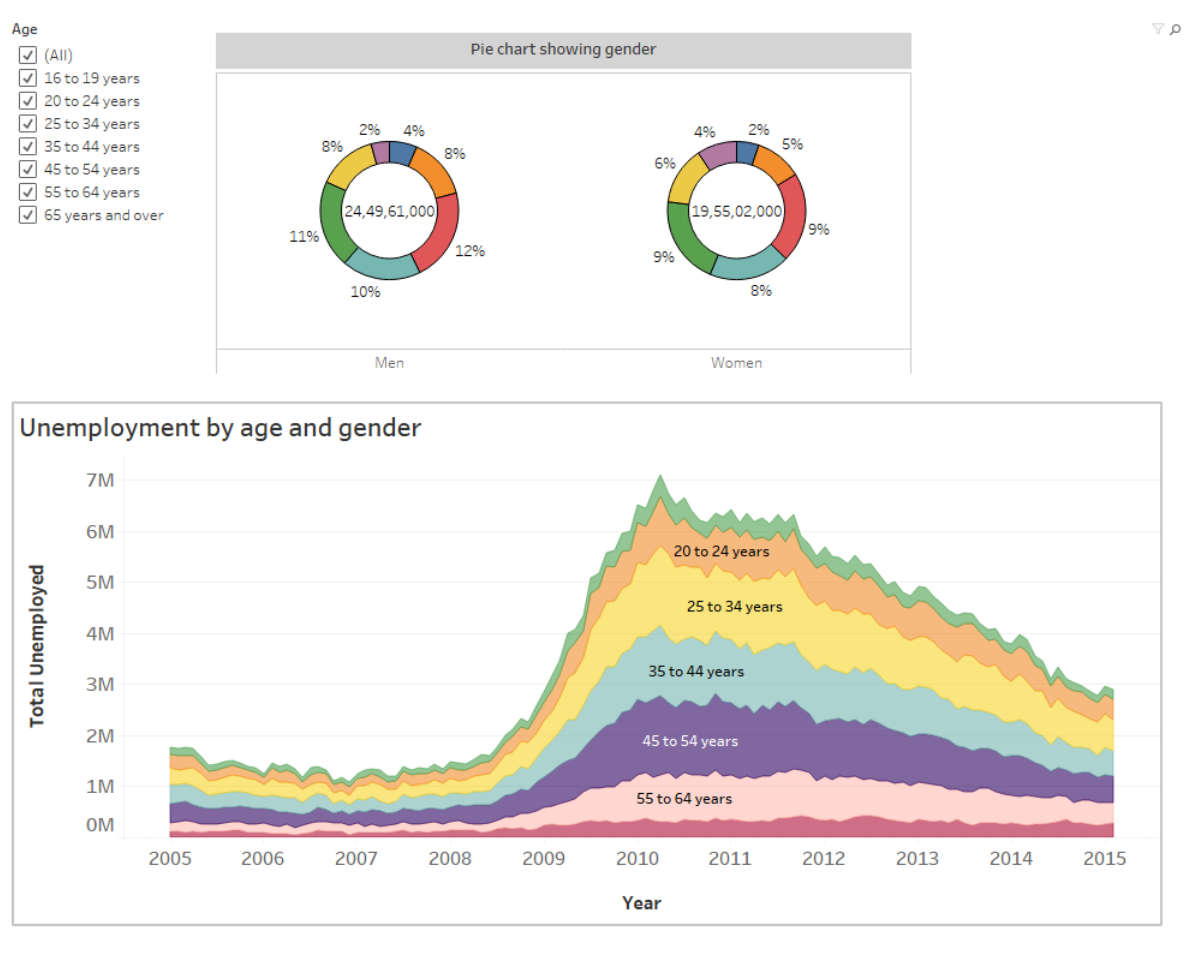 Age
(All)
16 to 19 years
20 to 24 years
25 to 34 years
35 to 44 years
45 to 54 years
55 to 64 years
65 years and over
Pie chart showing gender
2% 4%
8% 8%
24,49,61,000
11% 12%
10%
Men
4% 2%
6% 5%
19,55,02,000
9% 9%
8%
Women
Unemployment by age and gender
Total Unemployed
7M
6M
5M
4M
3M
2M
1M
0M
20 to 24 years
25 to 34 years
35 to 44 years
45 to 54 years
55 to 64 years
2005 2006 2007 2008 2009 2010 2011 2012 2013 2014 2015
Year